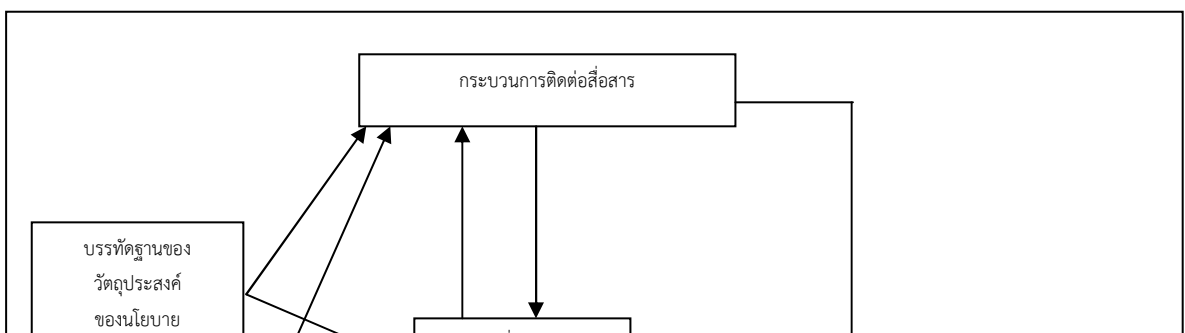 กระบวนการติดต่อสื่อสาร
บรรทัดฐานของ
วัตถุประสงค์
ของนโยบาย